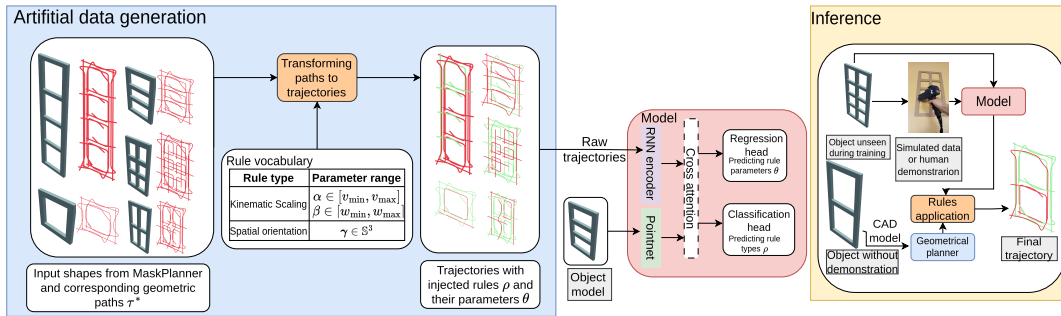 Artifitial data generation
Input shapes from MaskPlanner
and corresponding geometric
paths τ*
Transforming
paths to
trajectories
Rule vocabulary
Rule type Parameter range
Kinematic Scaling α ∈ [v_min, v_max]
β ∈ [w_min, w_max]
Spatial orientation γ ∈ 𝕊³
Trajectories with
injected rules ρ and
their parameters θ
Raw
trajectories
Object
model
Model
RNN encoder
Pointnet
Cross attention
Regression
head
Predicting rule
parameters θ
Classification
head
Predicting rule
types ρ
Inference
Object unseen
during training
Simulated data
or human
demonstrarion
Model
Rules
application
CAD
model
Geometrical
planner
Object without
demonstration
Final
trajectory